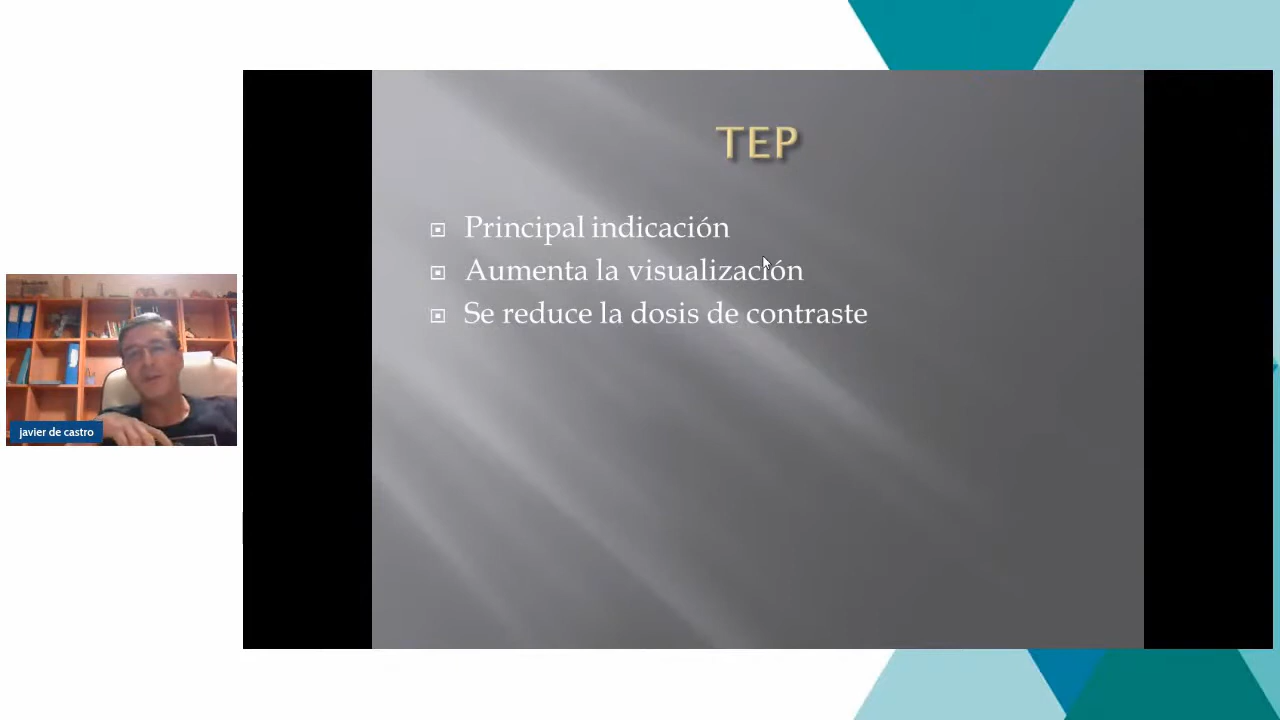 TEP
Principal indicación
Aumenta la visualización
Se reduce la dosis de contraste
javier de castro